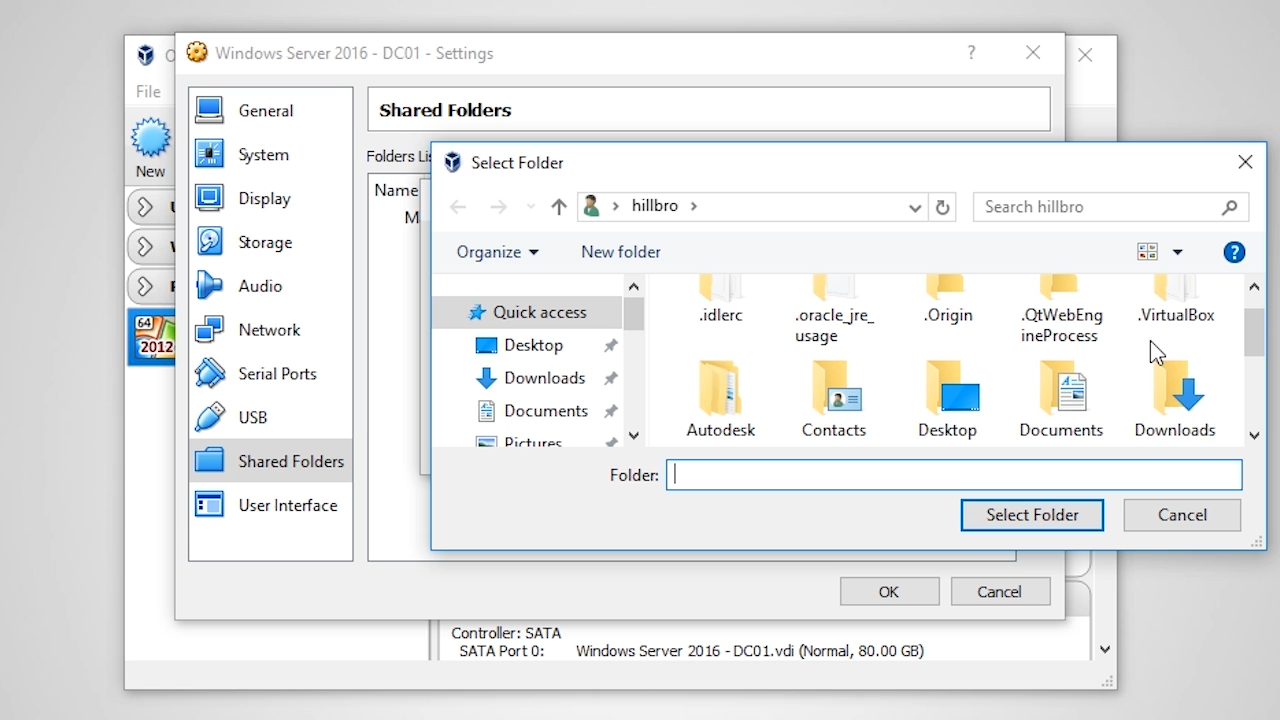 Windows Server 2016 - DC01 - Settings
?
File
New
64
2012
General
System
Display
Storage
Audio
Network
Serial Ports
USB
Shared Folders
User Interface
Shared Folders
Folders
Name
M
Select Folder
hillbro
Search hillbro
Organize
New folder
?
Quick access
Desktop
Downloads
Documents
Pictures
.idlerc
.oracle_jre_
usage
.Origin
.QtWebEng
ineProcess
.VirtualBox
Autodesk
Contacts
Desktop
Documents
Downloads
Folder:
Select Folder
Cancel
OK
Cancel
Controller: SATA
SATA Port 0: Windows Server 2016 - DC01.vdi (Normal, 80.00 GB)